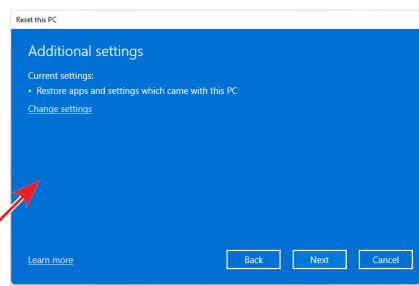 Reset this PC
Additional settings
Current settings:
• Restore apps and settings which came with this PC
Change settings
Learn more
Back
Next
Cancel